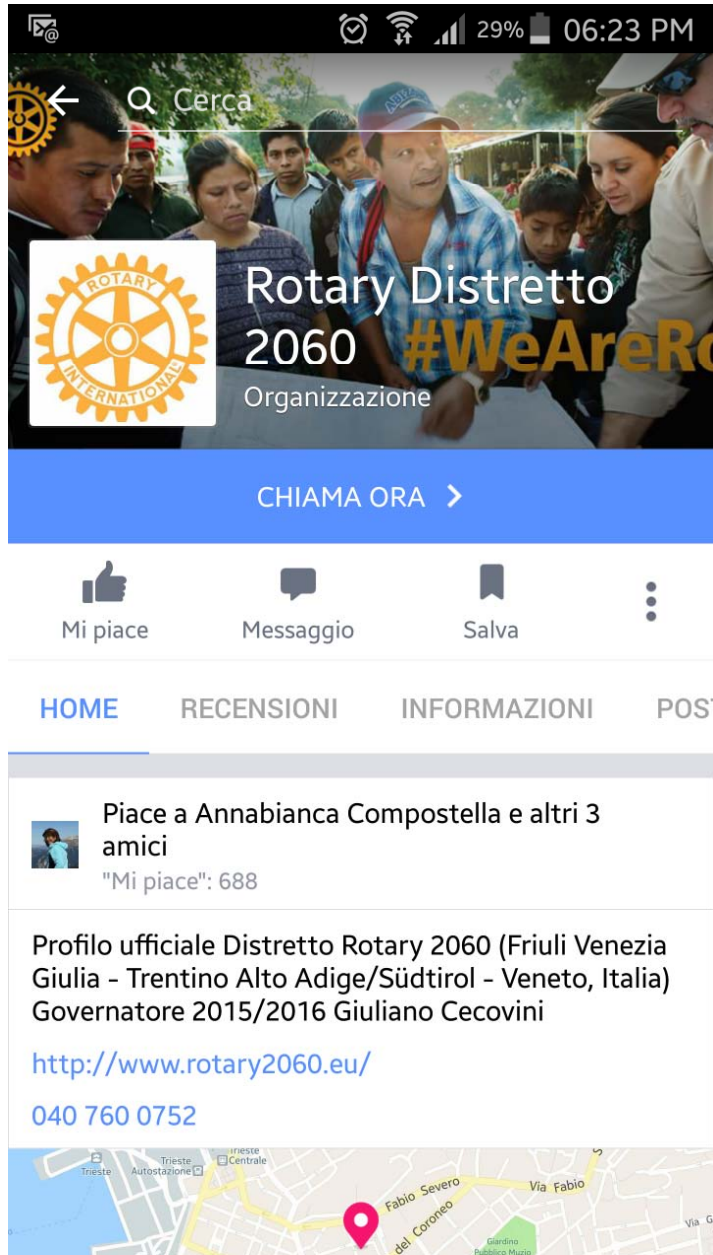 29% 06:23 PM
Cerca
ROTARY
INTERNATIONAL
Rotary Distretto
2060 #WeAreRo
Organizzazione
CHIAMA ORA
Mi piace Messaggio Salva
HOME RECENSIONI INFORMAZIONI POST
Piace a Annabianca Compostella e altri 3
amici
"Mi piace": 688
Profilo ufficiale Distretto Rotary 2060 (Friuli Venezia
Giulia - Trentino Alto Adige/Südtirol - Veneto, Italia)
Governatore 2015/2016 Giuliano Cecovini
http://www.rotary2060.eu/
040 760 0752
Trieste
Trieste
Autostazione
Trieste
Centrale
Fabio Severo
Via Fabio
del Coroneo
Giardino
Pubblico Muzio
Via G